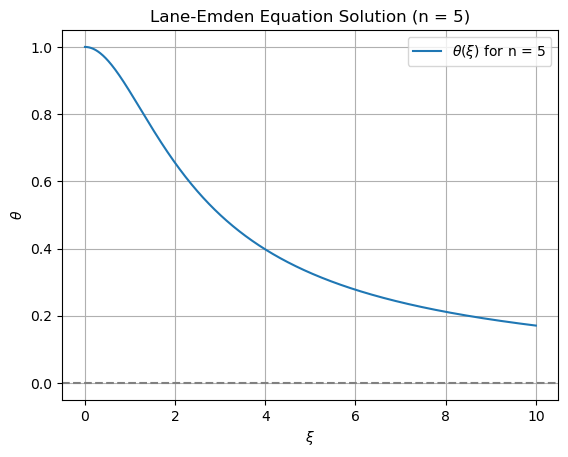 Lane-Emden Equation Solution (n = 5)
θ(ξ) for n = 5
1.0
0.8
0.6
0.4
0.2
0.0
θ
0 2 4 6 8 10
ξ